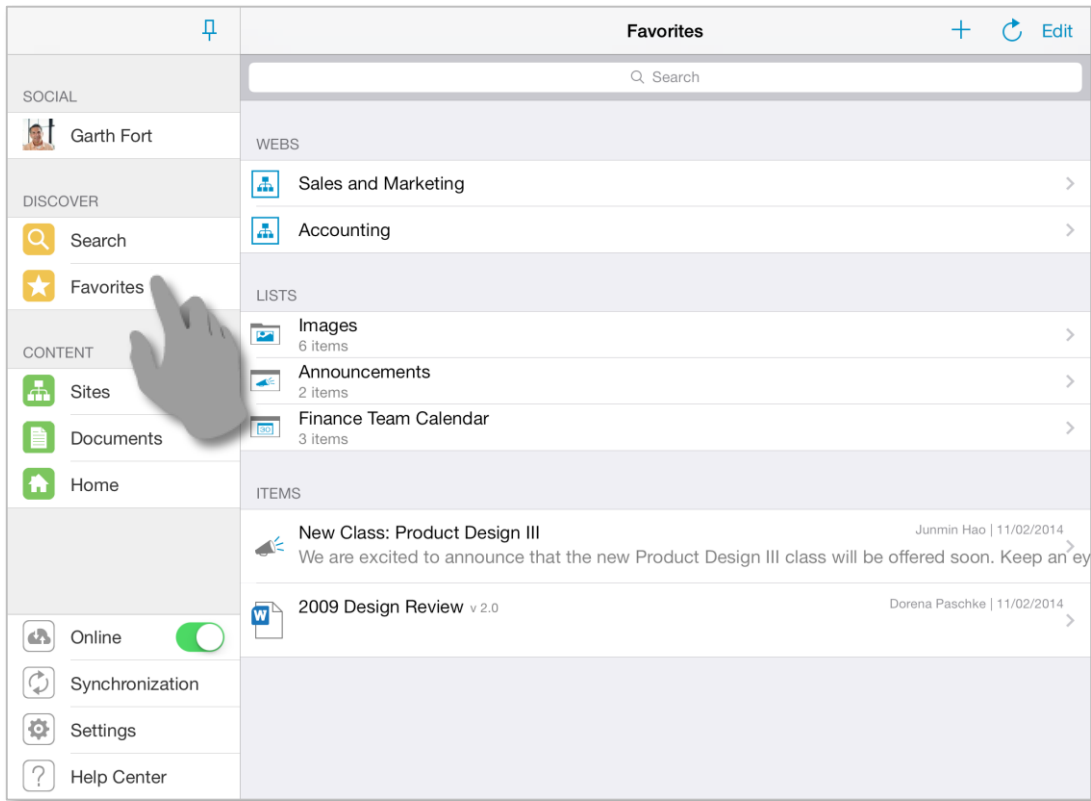 Favorites
Edit
Search
SOCIAL
Garth Fort
DISCOVER
Search
Favorites
CONTENT
Sites
Documents
Home
Online
Synchronization
Settings
? Help Center
WEBS
Sales and Marketing
Accounting
LISTS
Images
6 items
Announcements
2 items
30 Finance Team Calendar
3 items
ITEMS
New Class: Product Design III
Junmin Hao | 11/02/2014
We are excited to announce that the new Product Design III class will be offered soon. Keep an ey
W 2009 Design Review v 2.0
Dorena Paschke | 11/02/2014